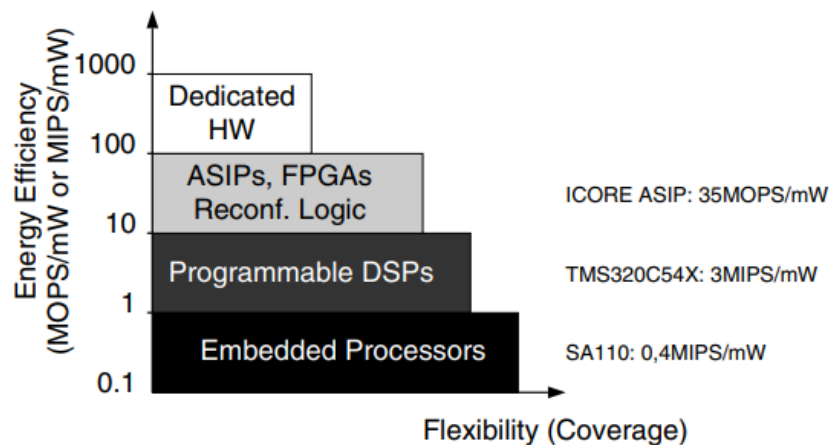 Energy Efficiency
(MOPS/mW or MIPS/mW)
1000
100
10
1
0.1
Dedicated
HW
ASIPs, FPGAs
Reconf. Logic
ICORE ASIP: 35MOPS/mW
Programmable DSPs
TMS320C54X: 3MIPS/mW
Embedded Processors
SA110: 0,4MIPS/mW
Flexibility (Coverage)